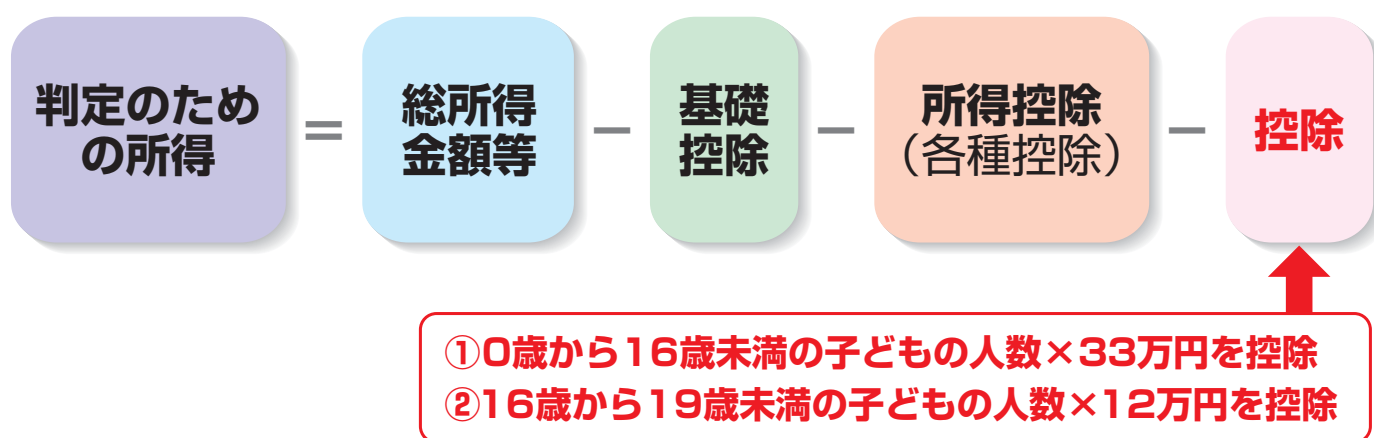 判定のため
の所得
=
総所得
金額等
−
基礎
控除
−
所得控除
（各種控除）
−
控除
①0歳から16歳未満の子どもの人数×33万円を控除
②16歳から19歳未満の子どもの人数×12万円を控除